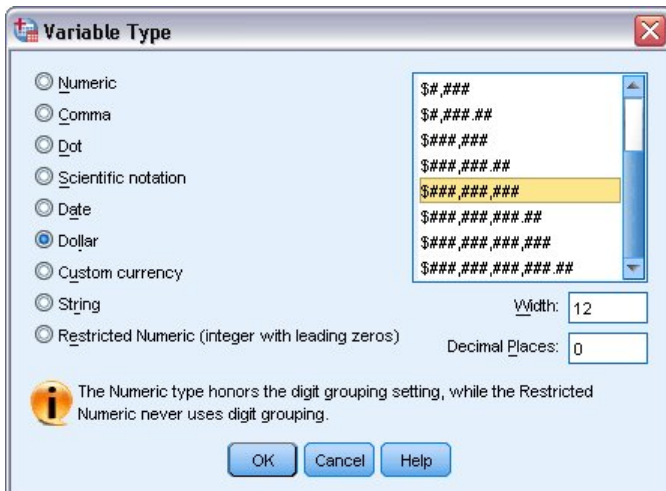 Variable Type
Numeric
Comma
Dot
Scientific notation
Date
Dollar
Custom currency
String
Restricted Numeric (integer with leading zeros)
$#,###
$#,###.##
$###,###
$###,###.##
$###,###,###
$###,###,###.##
$###,###,###,###
$###,###,###,###.##
Width: 12
Decimal Places: 0
The Numeric type honors the digit grouping setting, while the Restricted
Numeric never uses digit grouping.
OK Cancel Help